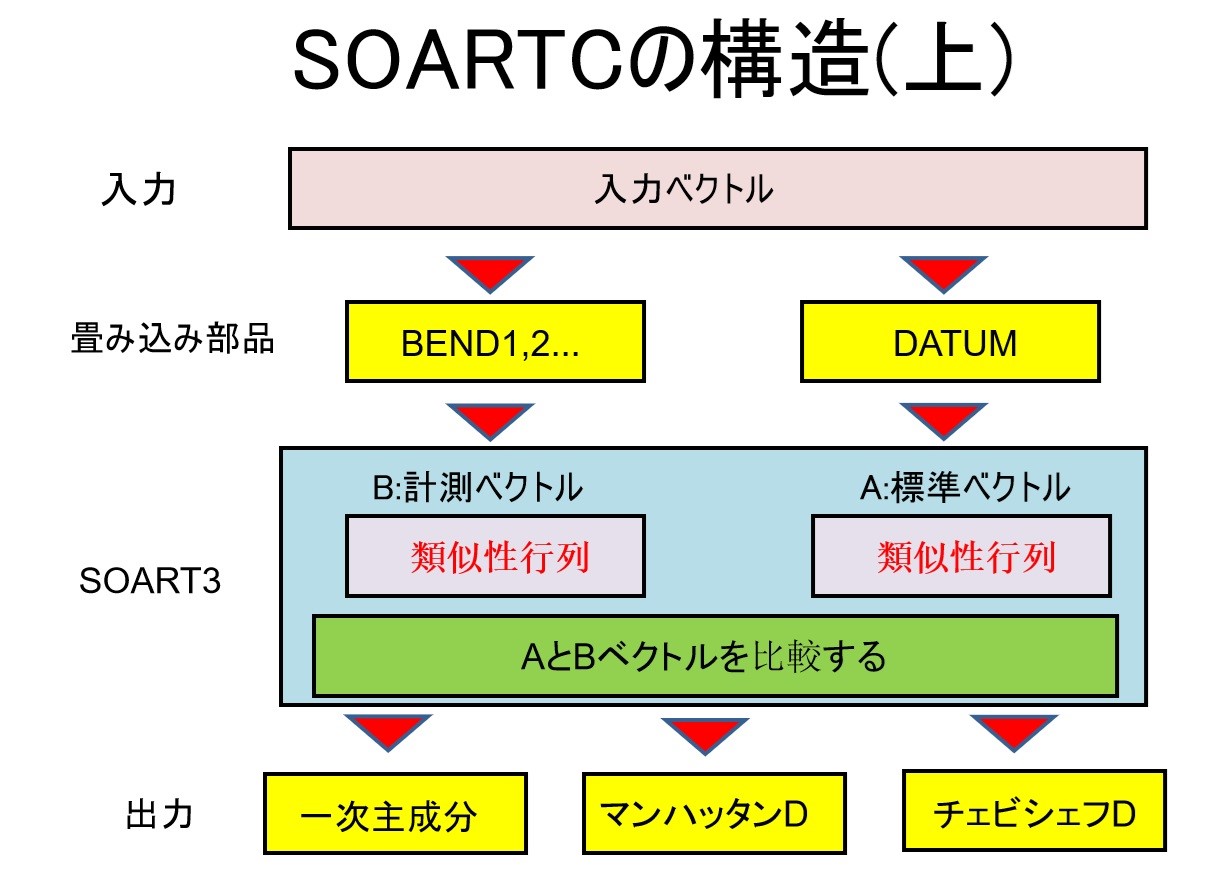 SOARTCの構造(上)
入力
入力ベクトル
畳み込み部品
BEND1,2...
DATUM
B:計測ベクトル
A:標準ベクトル
類似性行列
類似性行列
SOART3
AとBベクトルを比較する
出力
一次主成分
マンハッタンD
チェビシェフD